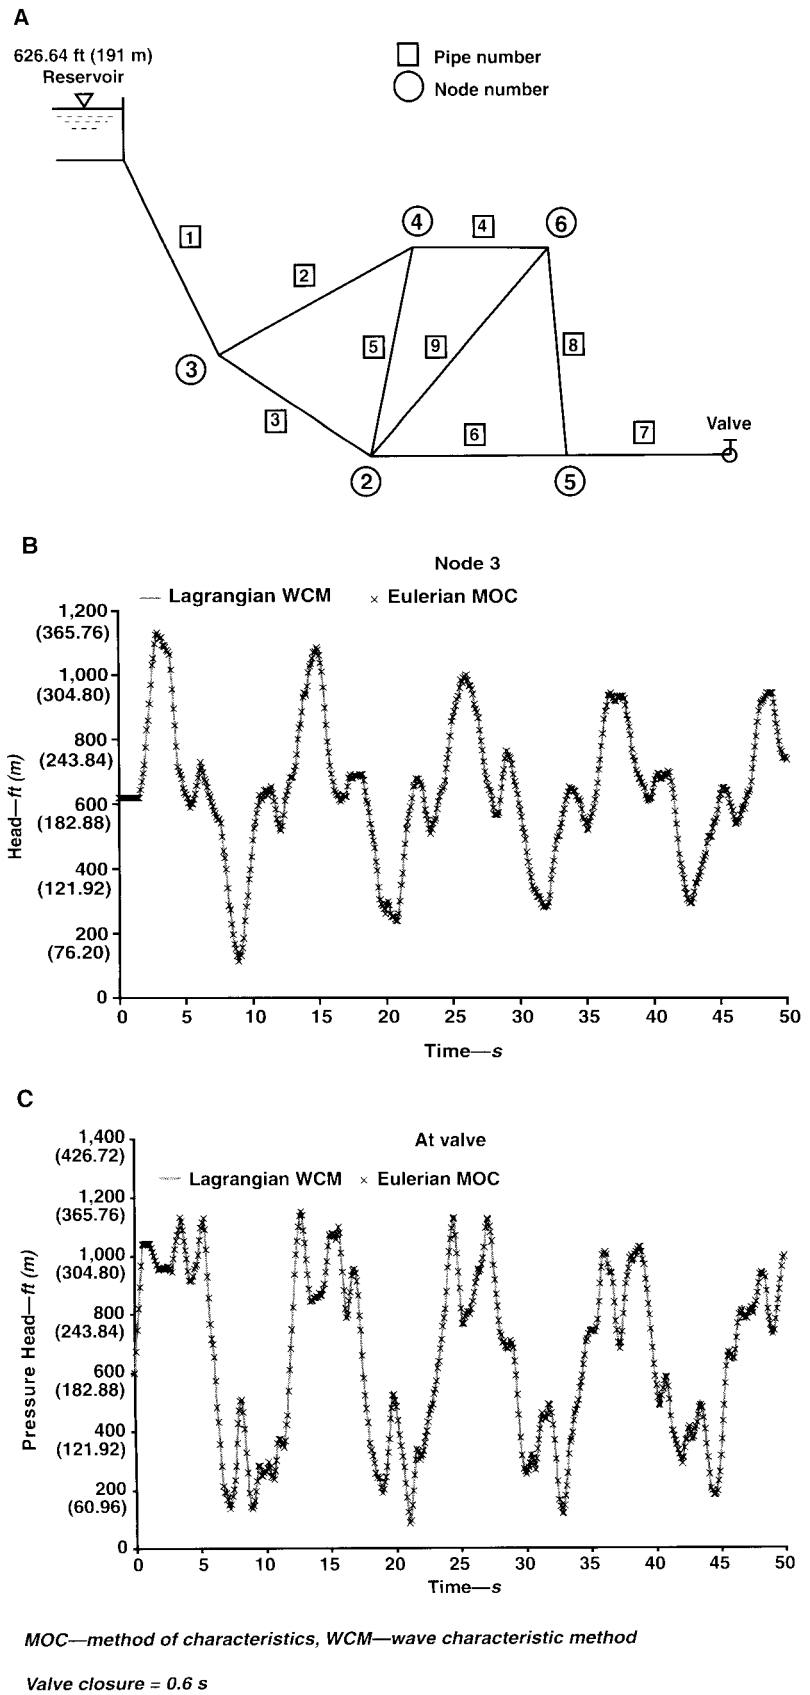 A
626.64 ft (191 m)
Reservoir
Pipe number
Node number
1
2
3
4
4
6
5
9
8
3
2
6
5
7
Valve
B
Node 3
Lagrangian WCM
Eulerian MOC
1,200
(365.76)
1,000
(304.80)
800
(243.84)
600
(182.88)
400
(121.92)
200
(76.20)
0
Head—ft (m)
0 5 10 15 20 25 30 35 40 45 50
Time—s
C
At valve
Lagrangian WCM
Eulerian MOC
1,400
(426.72)
1,200
(365.76)
1,000
(304.80)
800
(243.84)
600
(182.88)
400
(121.92)
200
(60.96)
0
Pressure Head—ft (m)
0 5 10 15 20 25 30 35 40 45 50
Time—s
MOC—method of characteristics, WCM—wave characteristic method
Valve closure = 0.6 s